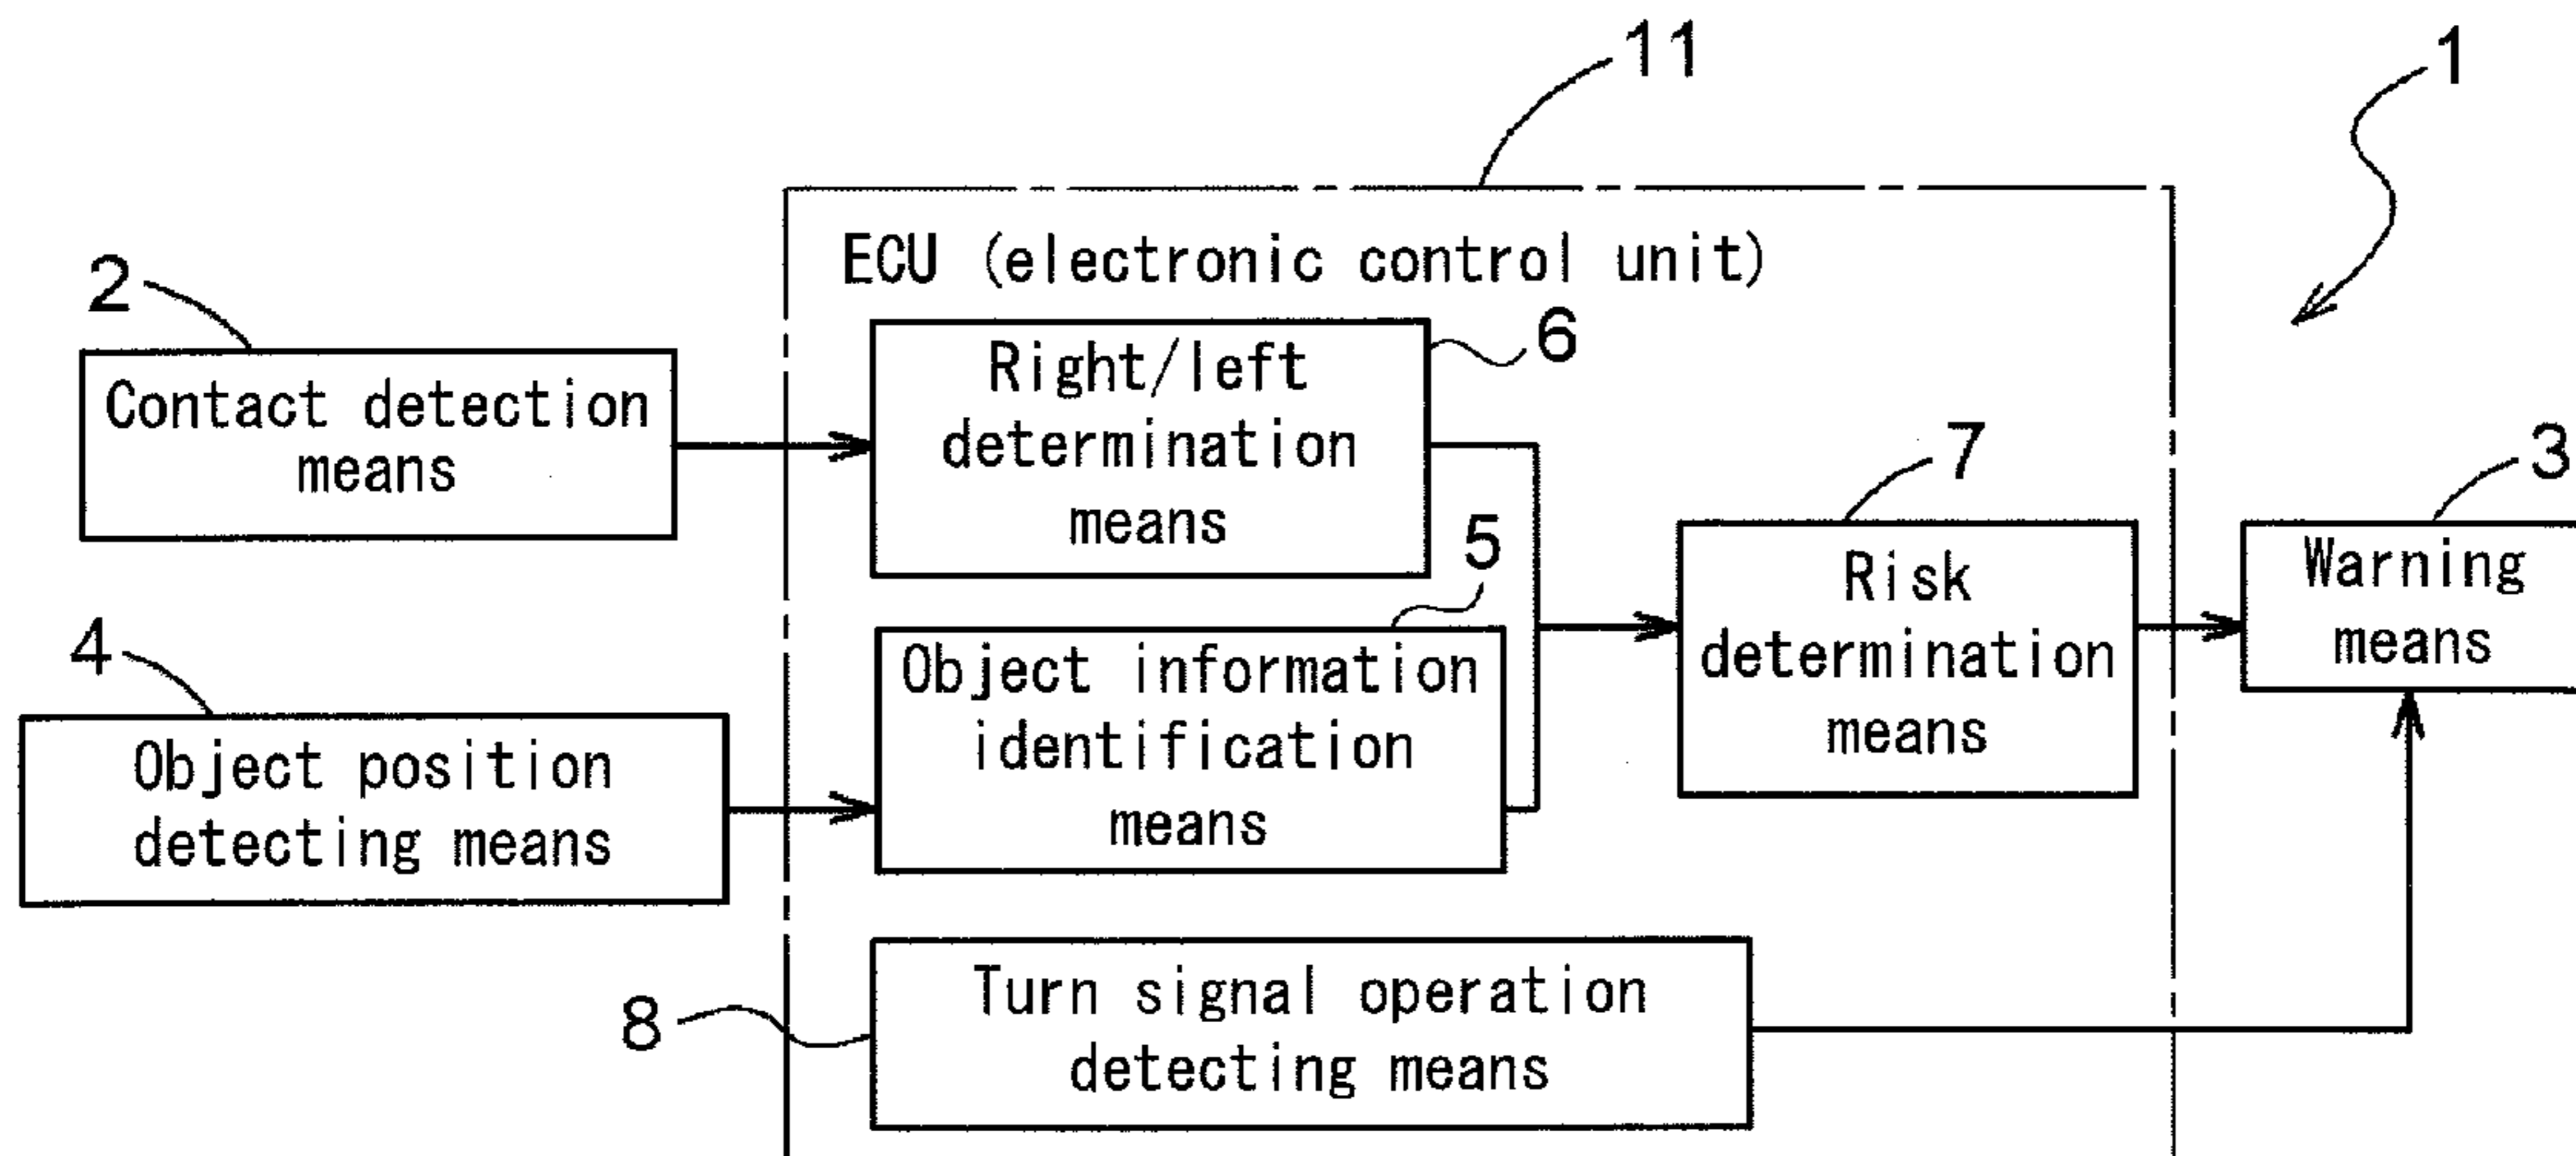 11
1
ECU (electronic control unit)
2
Contact detection
means
6
Right/left
determination
means
7
3
5
Risk
determination
means
Warning
means
4
Object position
detecting means
Object information
identification
means
8
Turn signal operation
detecting means